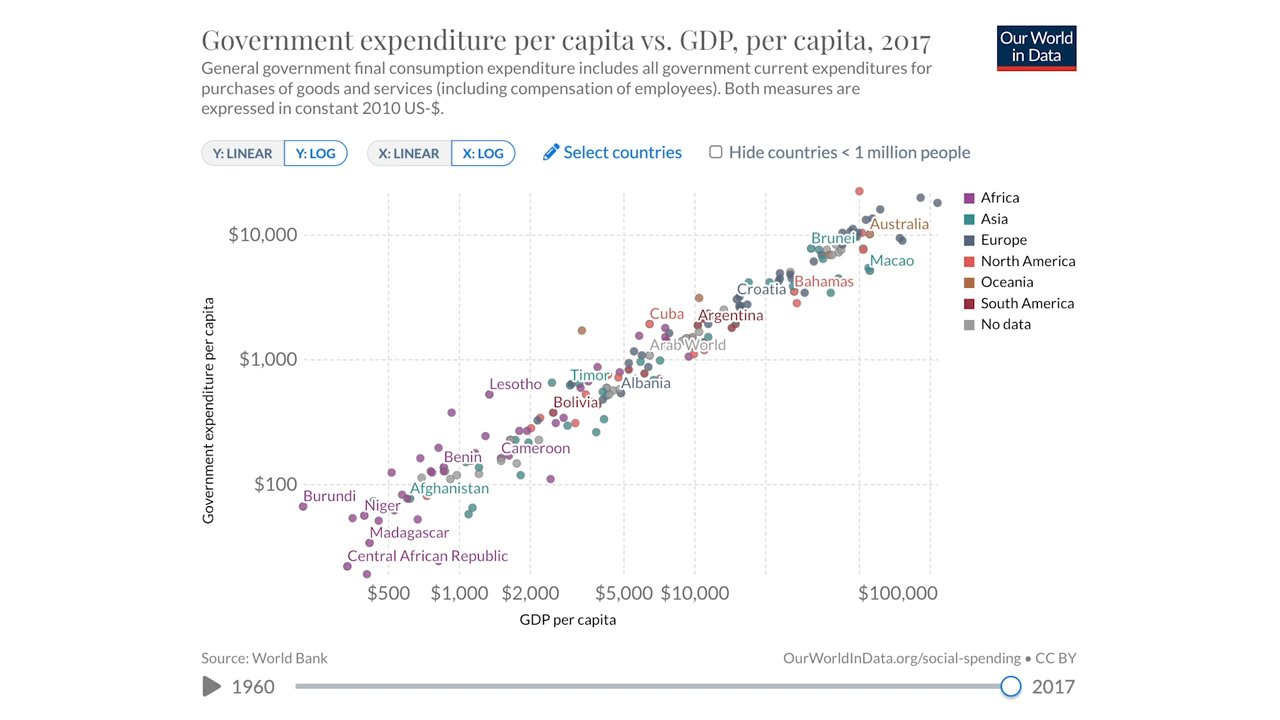 Government expenditure per capita vs. GDP, per capita, 2017
Our World
in Data
General government final consumption expenditure includes all government current expenditures for
purchases of goods and services (including compensation of employees). Both measures are
expressed in constant 2010 US-$.
Y: LINEAR Y: LOG X: LINEAR X: LOG Select countries Hide countries < 1 million people
Africa
Asia
Europe
North America
Oceania
South America
No data
Government expenditure per capita
$10,000
$1,000
$100
Australia
Brunei
Macao
Bahamas
Croatia
Cuba
Argentina
Arab World
Timor
Albania
Lesotho
Bolivia
Cameroon
Benin
Afghanistan
Burundi
Niger
Madagascar
Central African Republic
$500 $1,000 $2,000 $5,000 $10,000 $100,000
GDP per capita
Source: World Bank
OurWorldInData.org/social-spending • CC BY
1960 2017